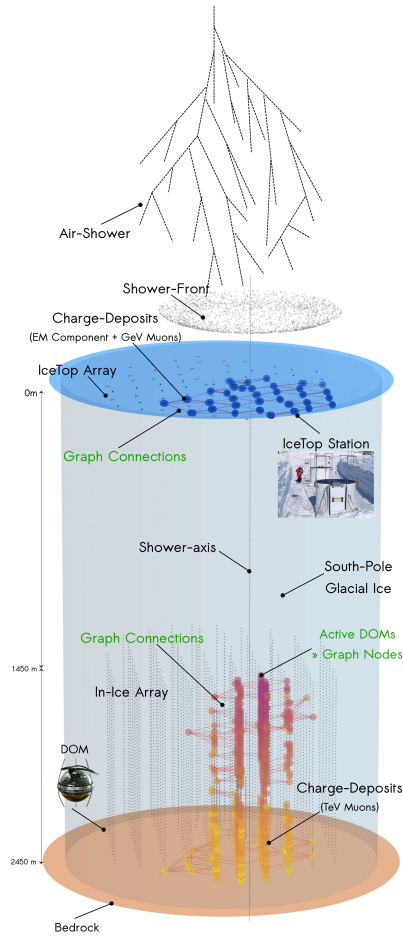 Air-Shower
Shower-Front
Charge-Deposits
(EM Component + GeV Muons)
IceTop Array
0m
IceTop Station
Graph Connections
Shower-axis
South-Pole
Glacial Ice
Graph Connections
Active DOMs
» Graph Nodes
1450 m
In-Ice Array
DOM
Charge-Deposits
(TeV Muons)
2450 m
Bedrock